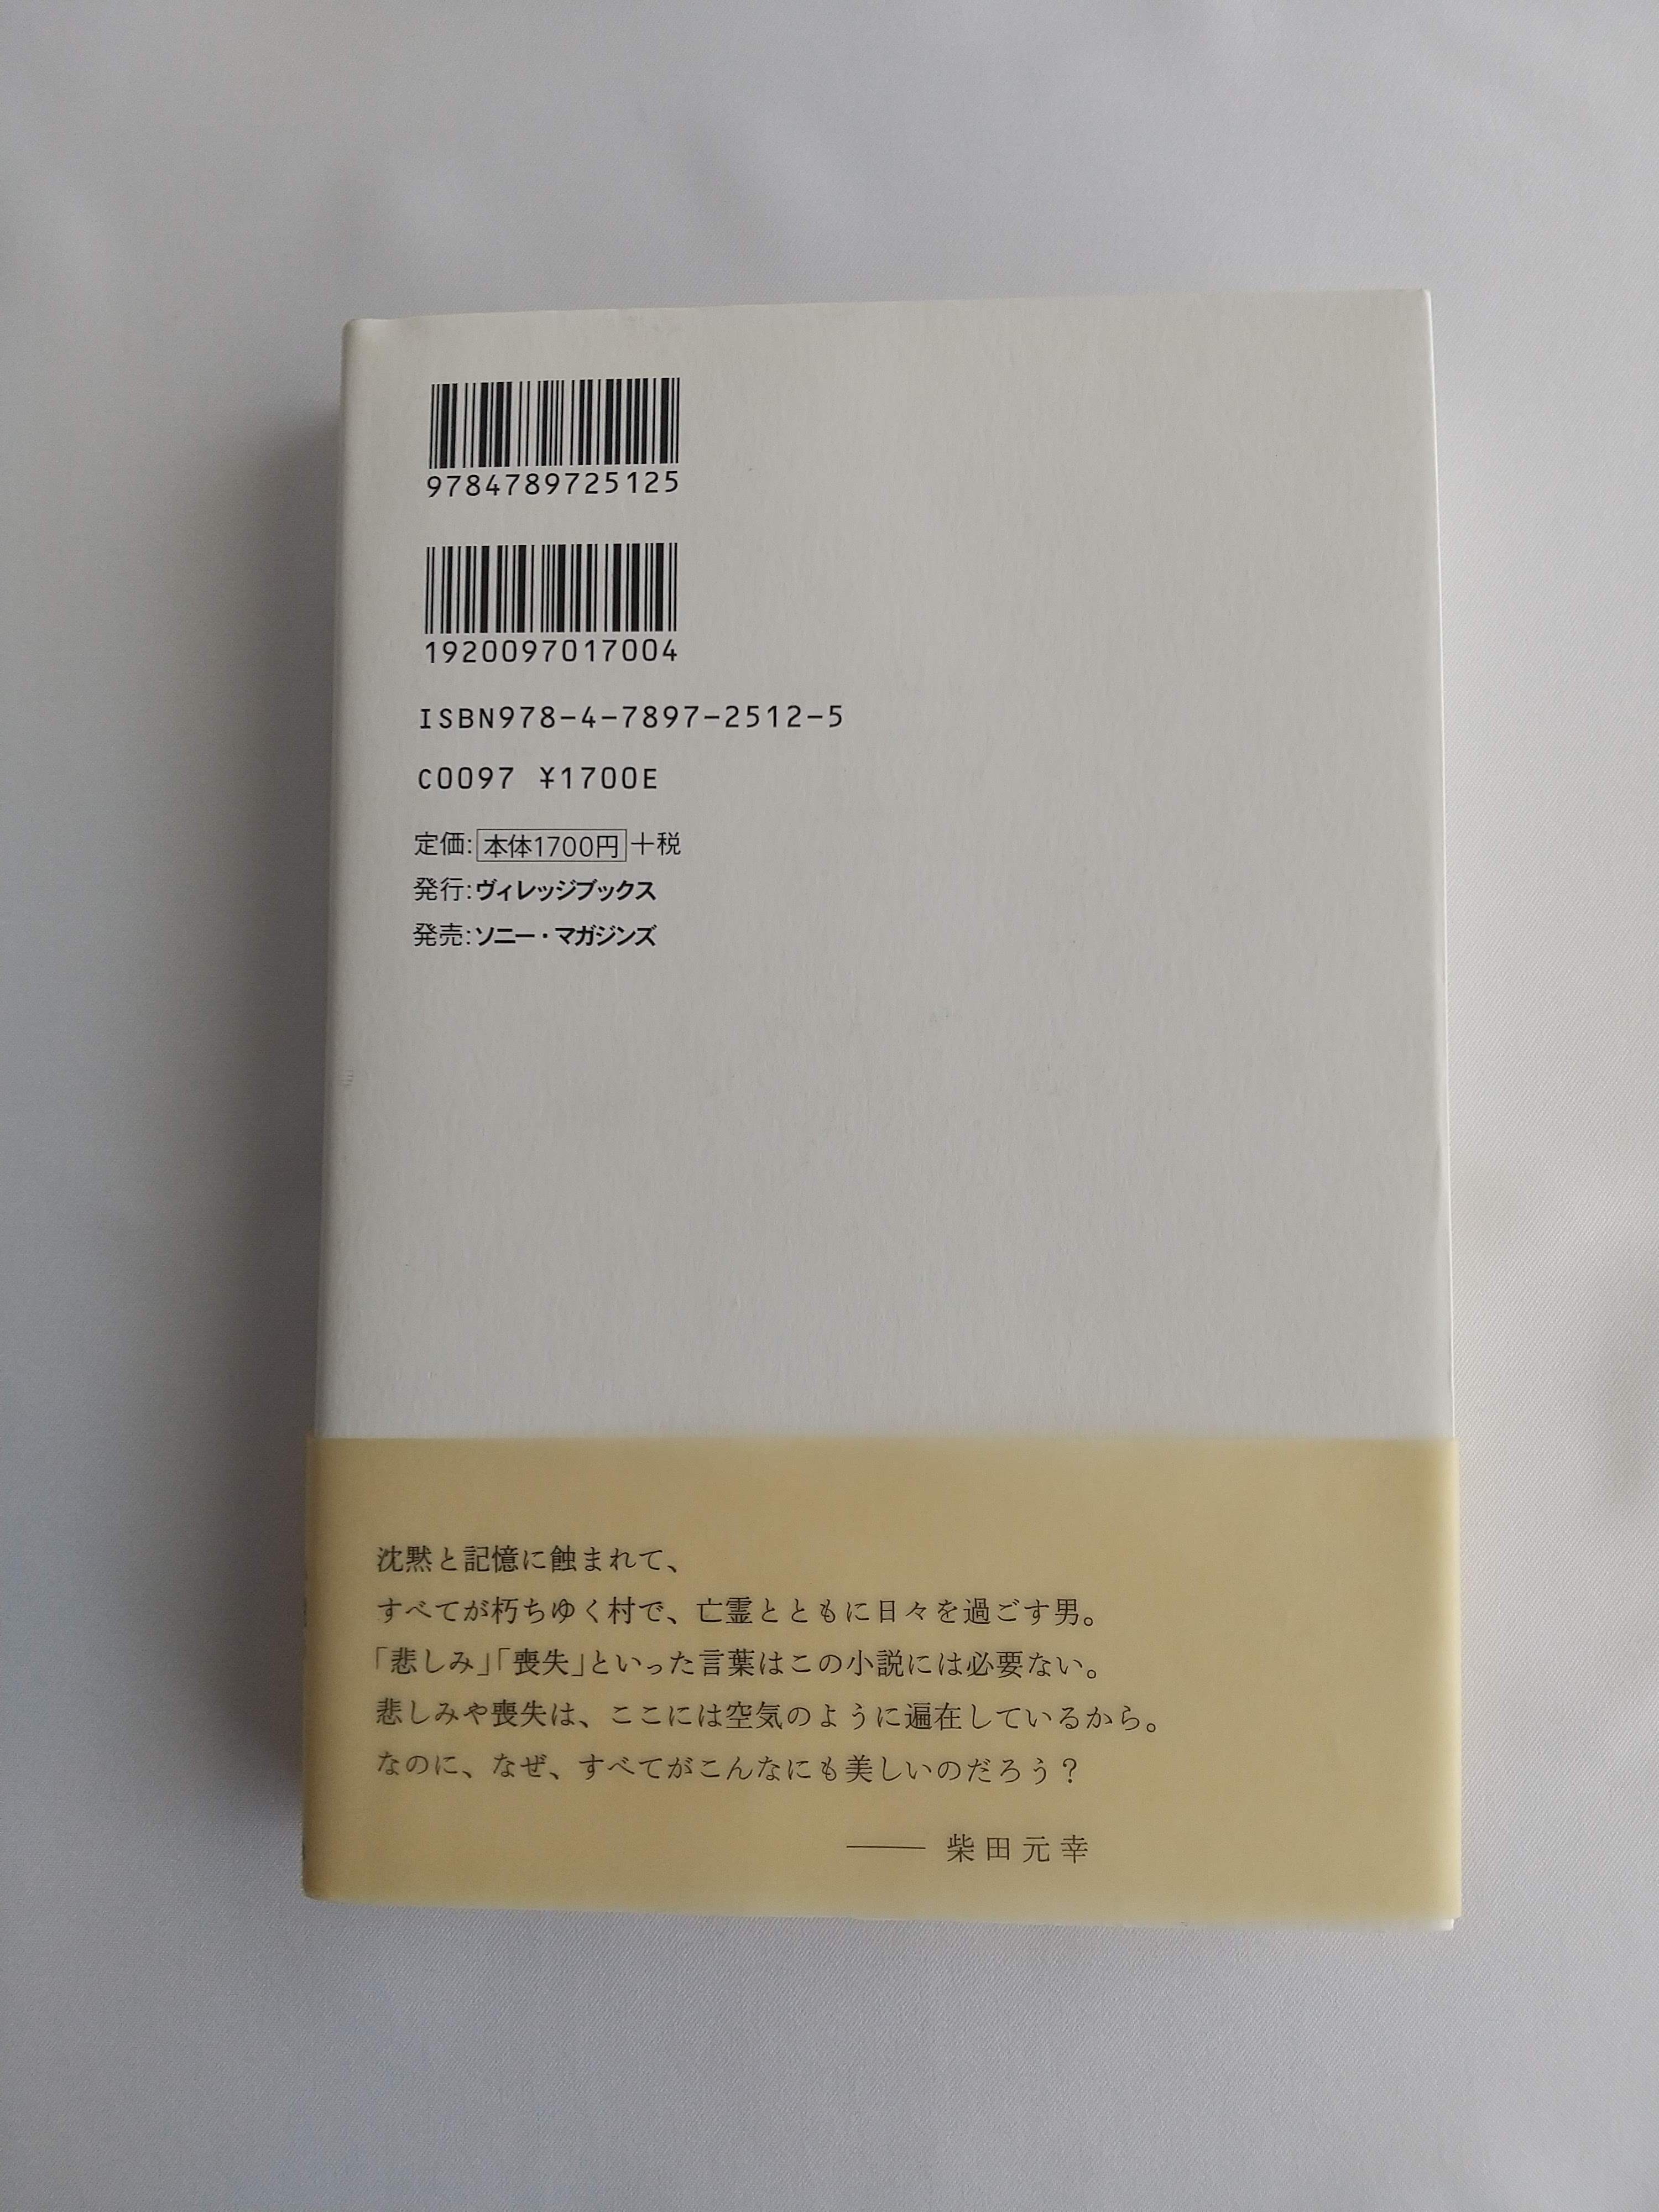 9784789725125
1920097017004
ISBN978-4-7897-2512-5
C0097 ¥1700E
定価:本体1700円+税
発行:ヴィレッジブックス
発売:ソニー・マガジンズ
沈黙と記憶に蝕まれて、
すべてが朽ちゆく村で、亡霊とともに日々を過ごす男。
「悲しみ」「喪失」といった言葉はこの小説には必要ない。
悲しみや喪失は、ここには空気のように遍在しているから。
なのに、なぜ、すべてがこんなにも美しいのだろう?
―― 柴田元幸